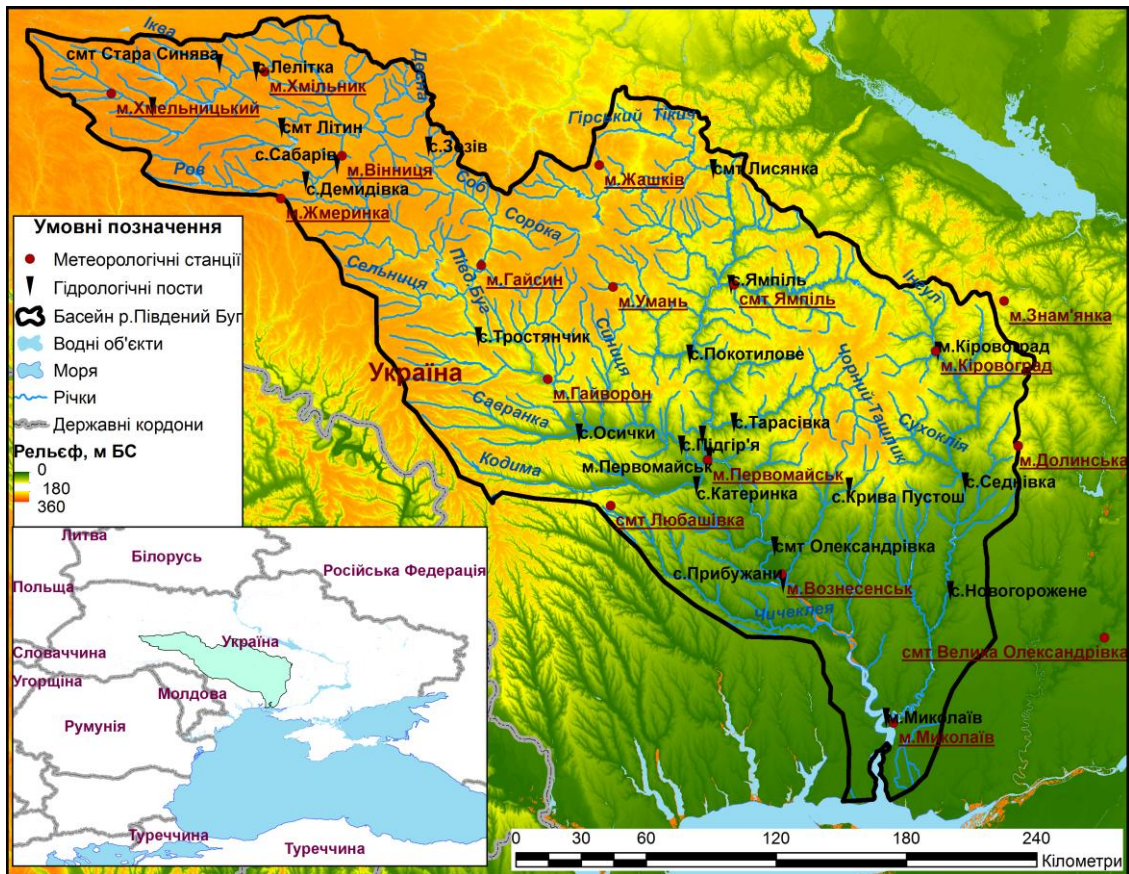 Іква
смт Стара Синява
с.Лелітка
м.Хмільник
Десна
м.Хмельницький
смт Літин
Гірський Тікич
с.Зозів
с.Сабарів
м.Вінниця
Ров
смт Лисянка
м.Жашків
с.Демидівка
Соб
м.Жмеринка
Сорока
Умовні позначення
Метеорологічні станції
Гідрологічні пости
Басейн р.Південий Буг
Водні об'єкти
Моря
Річки
Державні кордони
Рельєф, м БС
0
180
360
Сельниця
Півд.Буг
м.Гайсин
с.Ямпіль
смт Ямпіль
Інгул
м.Умань
м.Знам'янка
с.Тростянчик
Синиця
с.Покотилове
м.Кіровоград
м.Кіровоград
Україна
Чорний Ташлик
м.Гайворон
Савранка
с.Осички
с.Тарасівка
Сухоклія
с.Підгір'я
Кодима
м.Первомайськ
м.Первомайськ
м.Долинська
с.Катеринка
с.Крива Пустош
с.Седнівка
смт Любашівка
смт Олександрівка
с.Прибужани
м.Вознесенськ
с.Новогорожене
Чичеклея
смт Велика Олександрівка
м.Миколаїв
м.Миколаїв
Литва
Білорусь
Російська Федерація
Польща
Україна
Словаччина
Угорщина
Молдова
Румунія
Туреччина
Туреччина
0 30 60 120 180 240
Кілометри